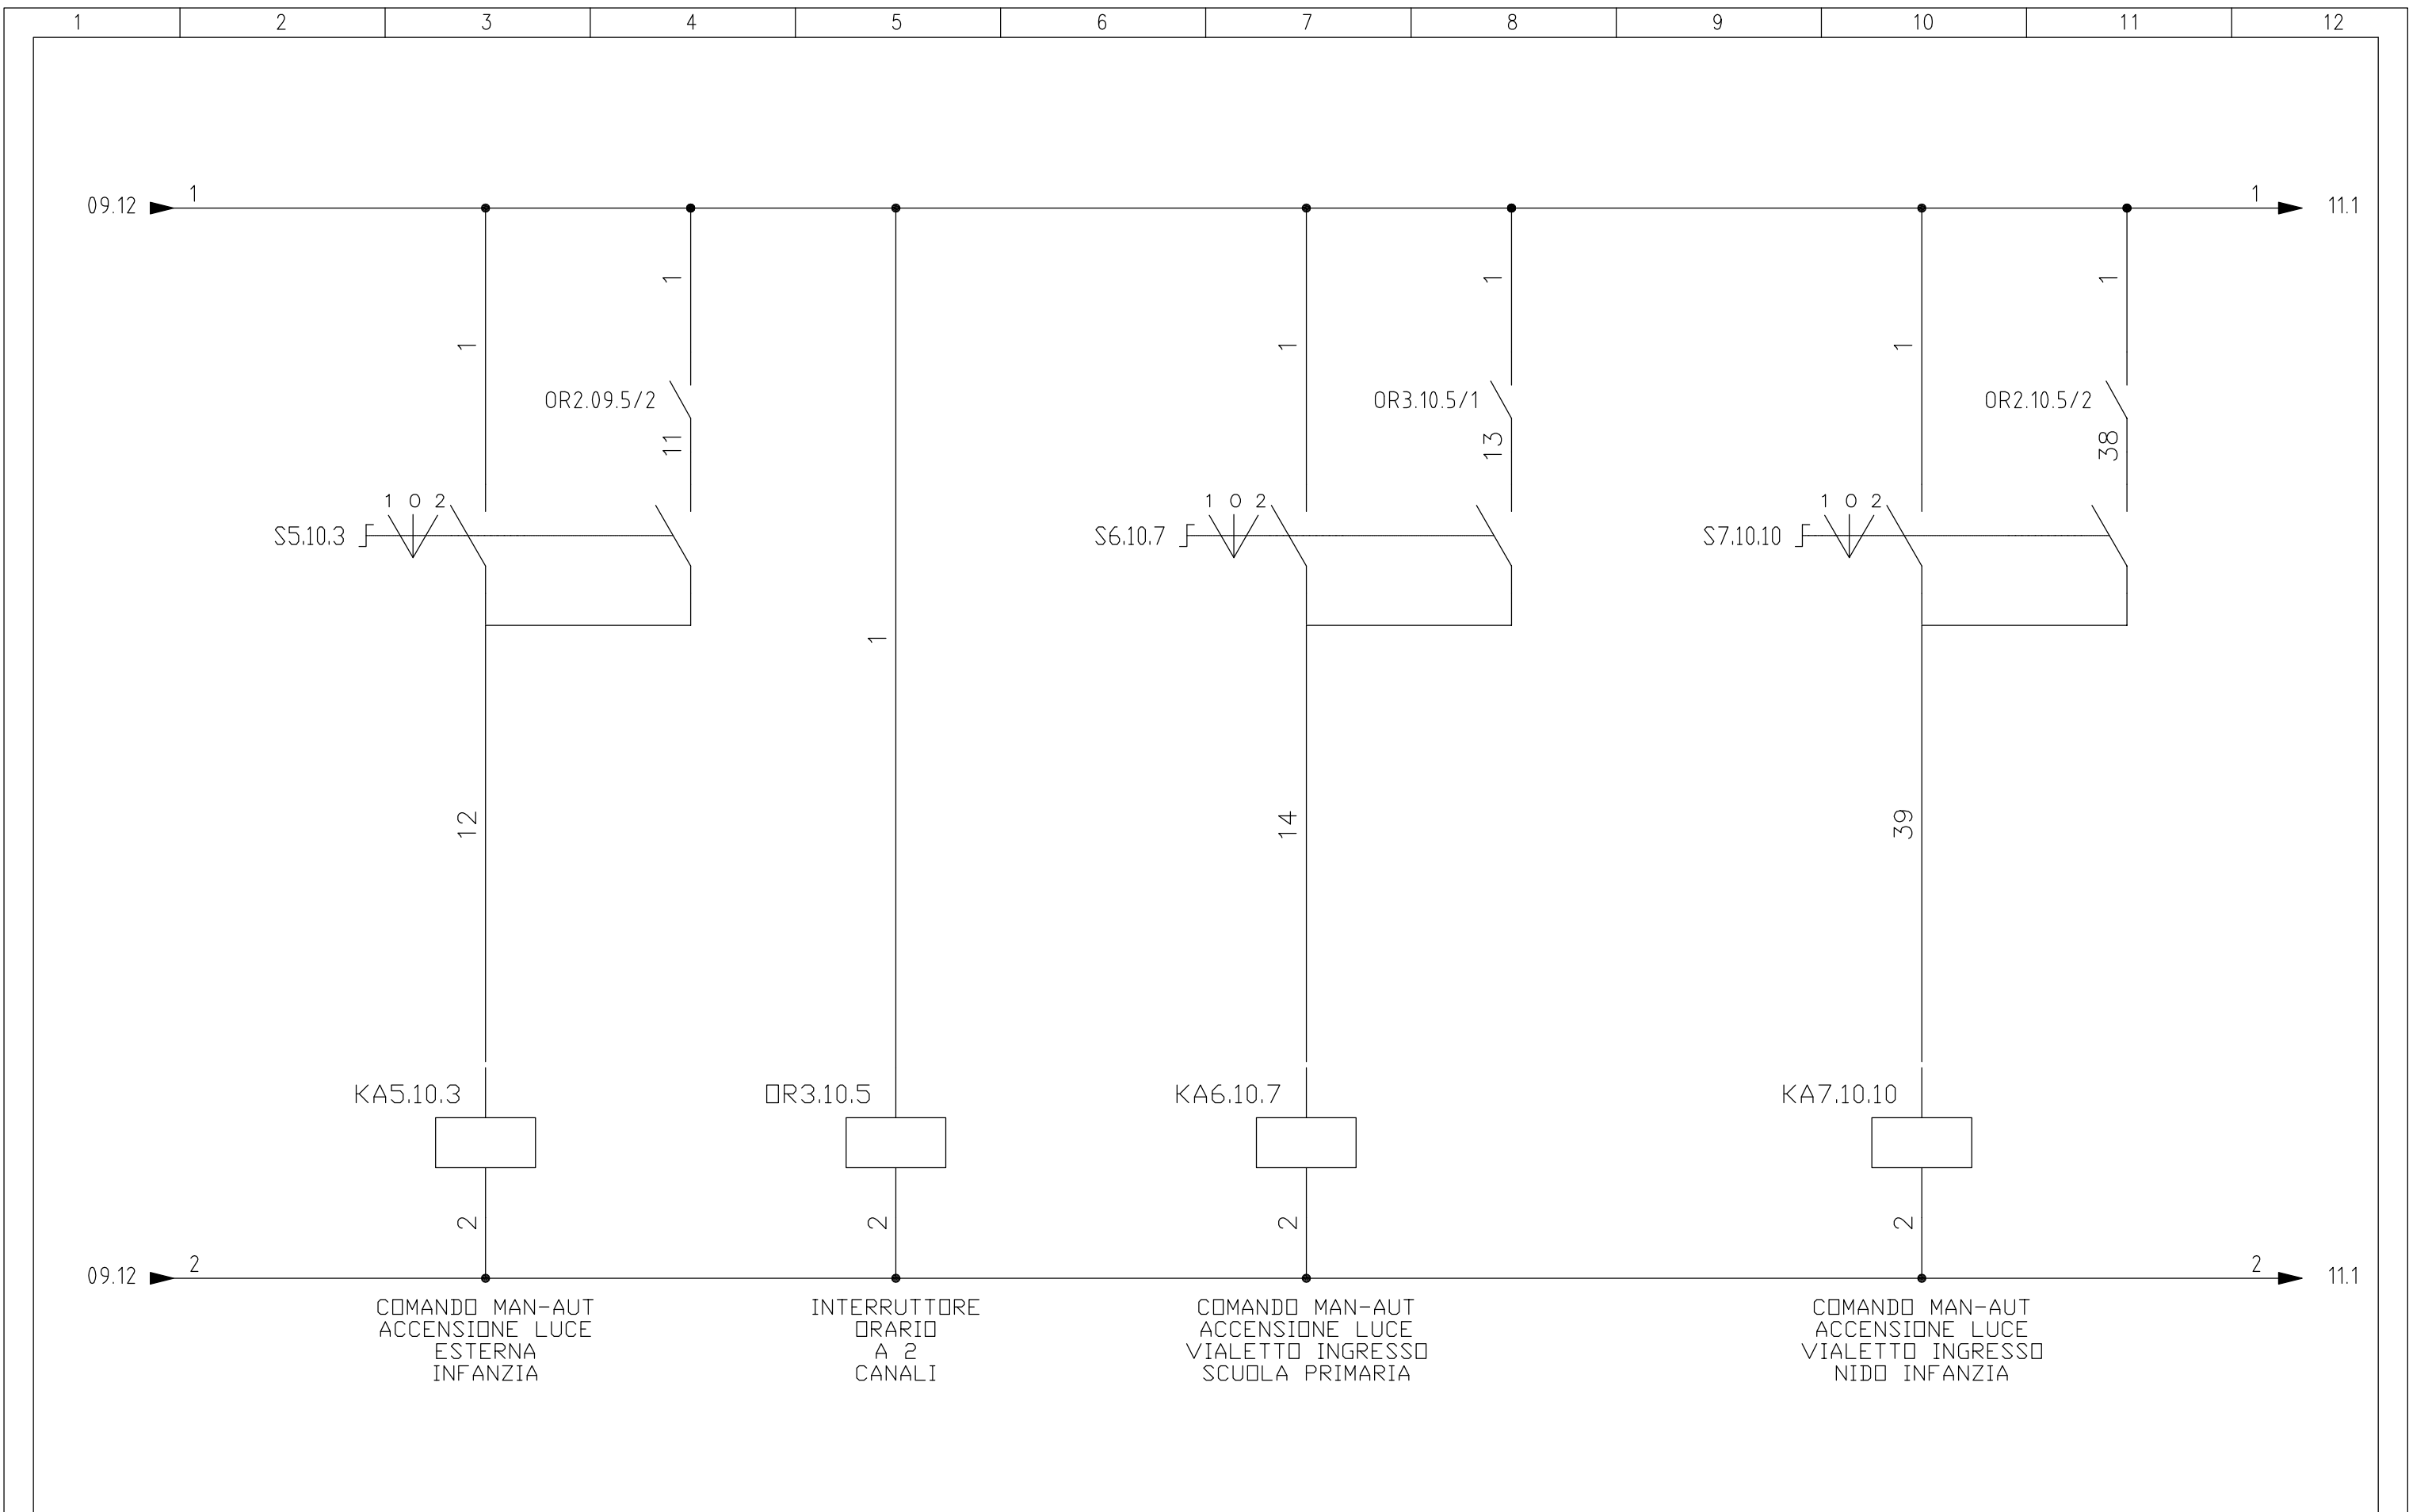 1 2 3 4 5 6 7 8 9 10 11 12
09.12 1 1 11.1
1 1 1
1 1 1
OR2.09.5/2 OR3.10.5/1 OR2.10.5/2
11 13 38
1 0 2 1 0 2 1 0 2
S5.10.3 S6.10.7 S7.10.10
1
12 14 39
KA5.10.3 OR3.10.5 KA6.10.7 KA7.10.10
2 2 2 2
09.12 2 2 11.1
COMANDO MAN-AUT
ACCENSIONE LUCE
ESTERNA
INFANZIA
INTERRUTTORE
ORARIO
A 2
CANALI
COMANDO MAN-AUT
ACCENSIONE LUCE
VIALETTO INGRESSO
SCUOLA PRIMARIA
COMANDO MAN-AUT
ACCENSIONE LUCE
VIALETTO INGRESSO
NIDO INFANZIA